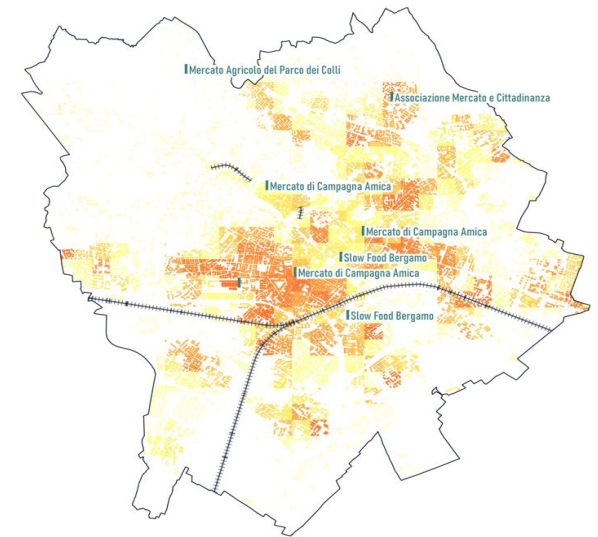 Mercato Agricolo del Parco dei Colli
Associazione Mercato e Cittadinanza
Mercato di Campagna Amica
Mercato di Campagna Amica
Slow Food Bergamo
Mercato di Campagna Amica
Slow Food Bergamo